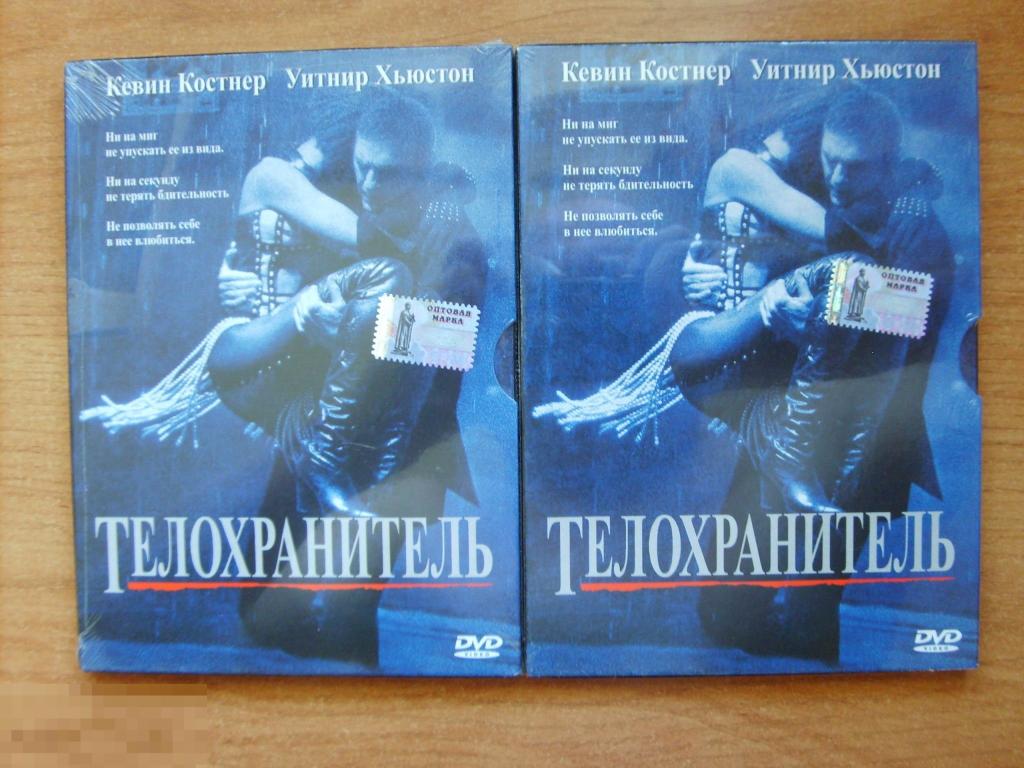 Кевин Костнер Уитнир Хьюстон
Ни на миг
не упускать ее из вида.
Ни на секунду
не терять бдительность
Не позволять себе
в нее влюбиться.
ОПТОВАЯ
МАРКА
ТЕЛОХРАНИТЕЛЬ
DVD
VIDEO
Кевин Костнер Уитнир Хьюстон
Ни на миг
не упускать ее из вида.
Ни на секунду
не терять бдительность
Не позволять себе
в нее влюбиться.
ОПТОВАЯ
МАРКА
ТЕЛОХРАНИТЕЛЬ
DVD
VIDEO